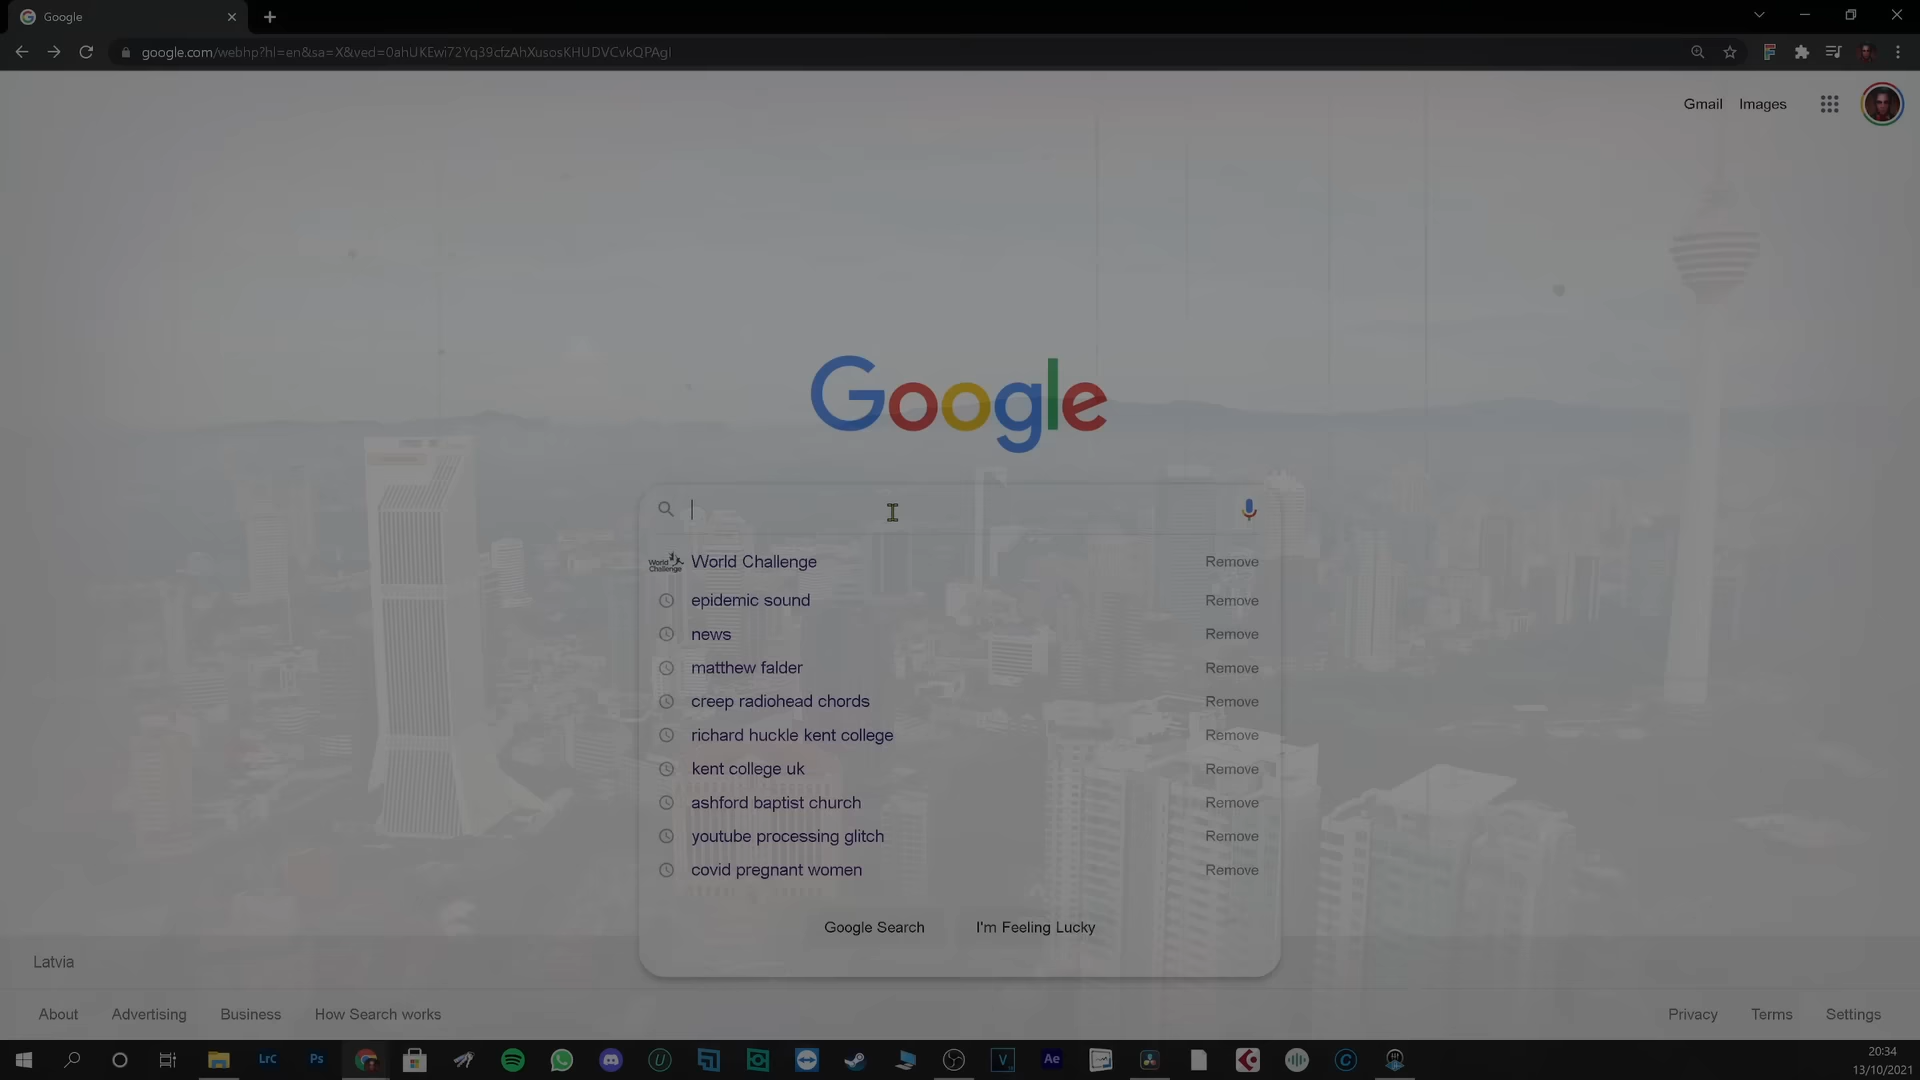 Google
google.com/webhp?hl=en&sa=X&ved=0ahUKEwi72Yq39cfzAhXusosKHUDVCvkQPAgI
Gmail Images
Google
World Challenge World Challenge Remove
epidemic sound Remove
news Remove
matthew falder Remove
creep radiohead chords Remove
richard huckle kent college Remove
kent college uk Remove
ashford baptist church Remove
youtube processing glitch Remove
covid pregnant women Remove
Google Search I'm Feeling Lucky
Latvia
About Advertising Business How Search works Privacy Terms Settings
LrC Ps U V Ae C 20:34
13/10/2021